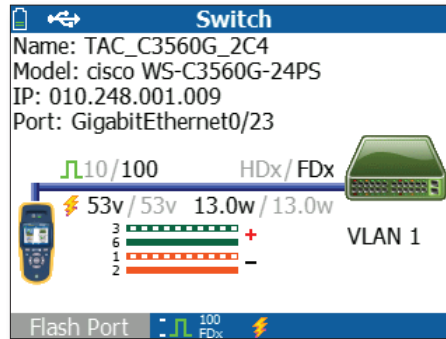 Switch
Name: TAC_C3560G_2C4
Model: cisco WS-C3560G-24PS
IP: 010.248.001.009
Port: GigabitEthernet0/23
10/100 HDx/FDx
53v/53v 13.0w/13.0w
3
6 +
1
2 −
VLAN 1
Flash Port 100 FDx